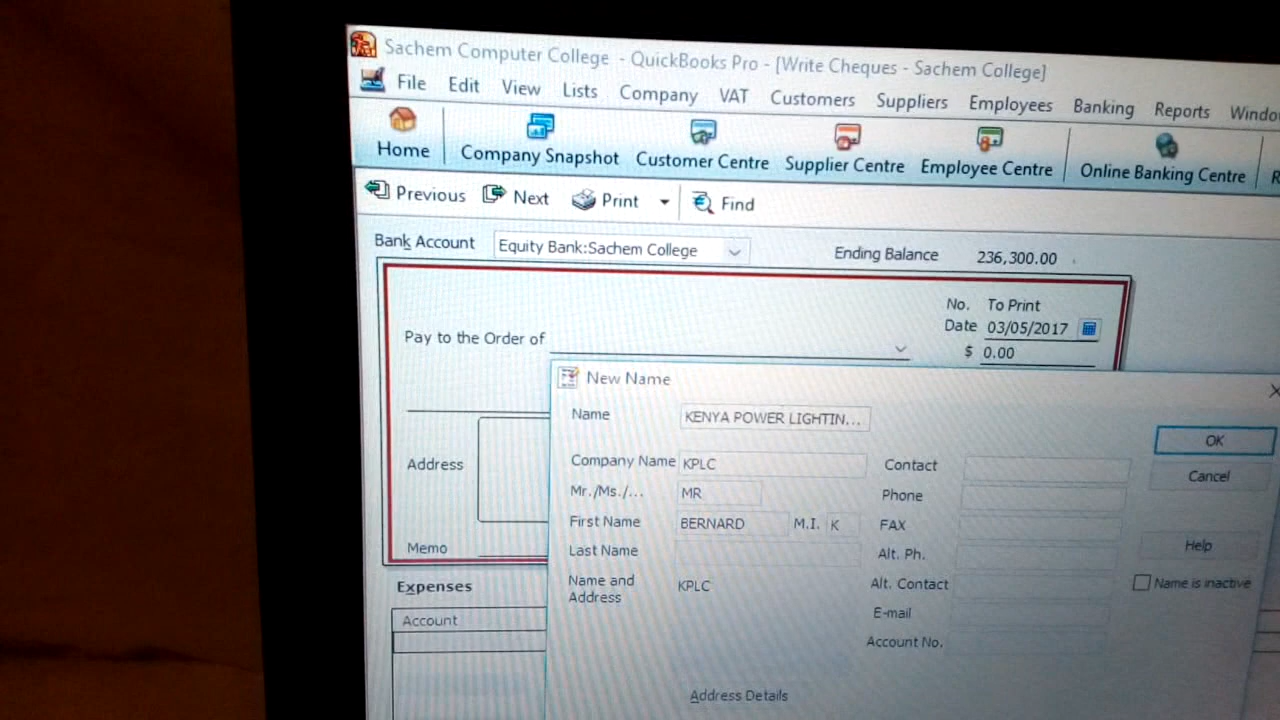 Sachem Computer College - QuickBooks Pro - [Write Cheques - Sachem College]
File Edit View Lists Company VAT Customers Suppliers Employees Banking Reports Window
Home Company Snapshot Customer Centre Supplier Centre Employee Centre Online Banking Centre R
Previous Next Print Find
Bank Account Equity Bank:Sachem College Ending Balance 236,300.00
No. To Print
Pay to the Order of Date 03/05/2017
$ 0.00
New Name
Name KENYA POWER LIGHTIN...
OK
Address Company Name KPLC Contact
Cancel
Mr./Ms./... MR Phone
First Name BERNARD M.I. K FAX
Memo Last Name Alt. Ph. Help
Expenses Name and Address KPLC Alt. Contact Name is inactive
Account E-mail
Account No.
Address Details